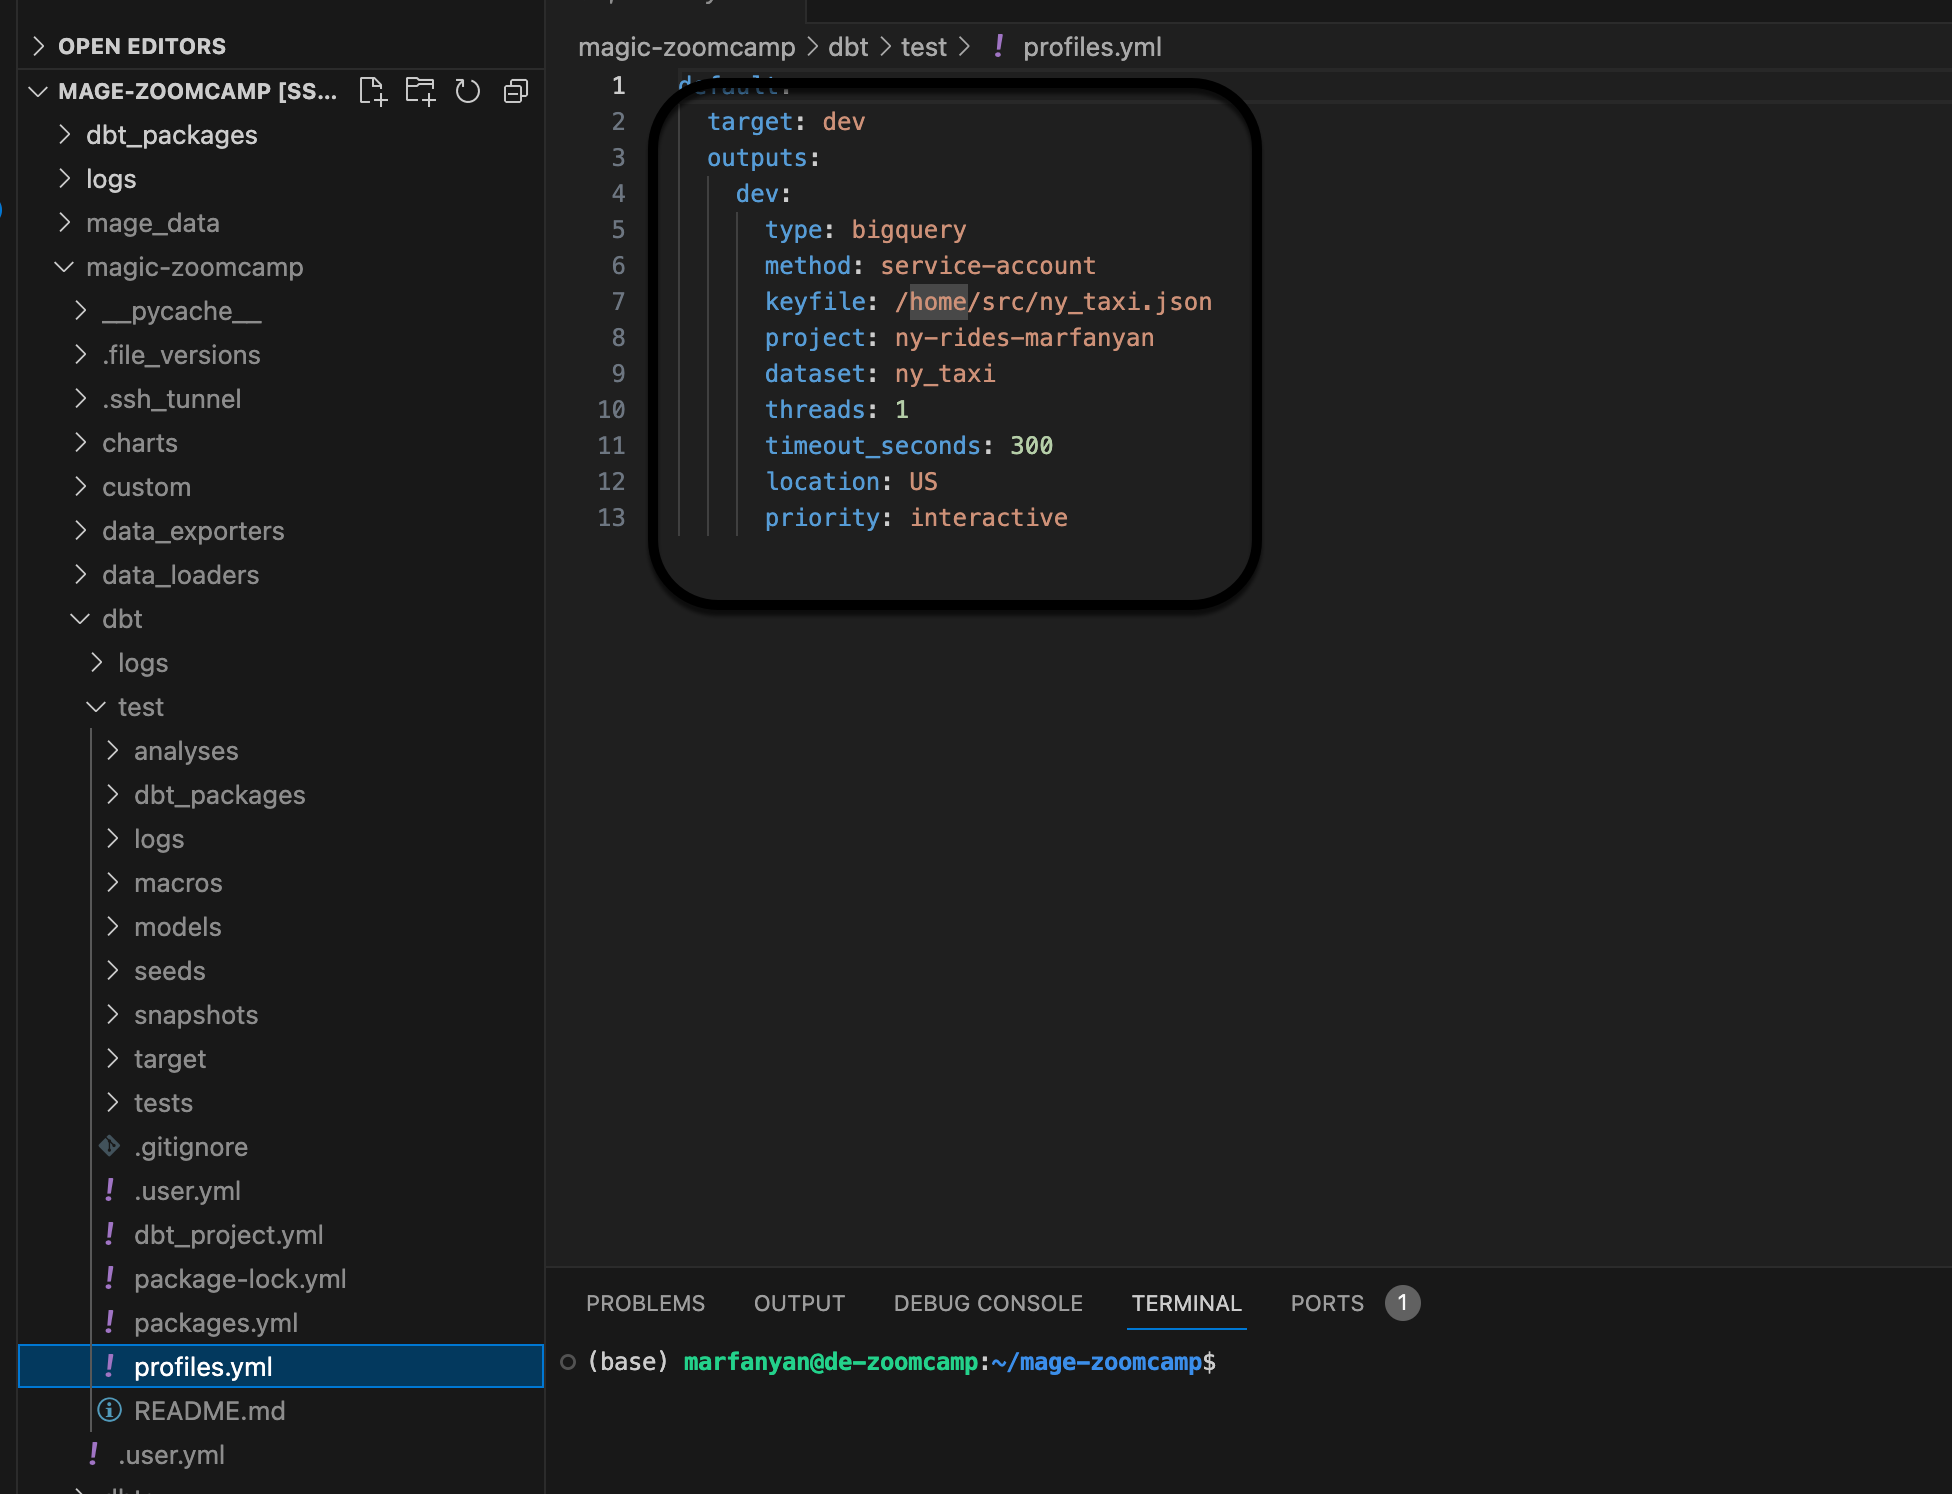 OPEN EDITORS
MAGE-ZOOMCAMP [SS...
dbt_packages
logs
mage_data
magic-zoomcamp
__pycache__
.file_versions
.ssh_tunnel
charts
custom
data_exporters
data_loaders
dbt
logs
test
analyses
dbt_packages
logs
macros
models
seeds
snapshots
target
tests
.gitignore
.user.yml
dbt_project.yml
package-lock.yml
packages.yml
profiles.yml
README.md
.user.yml
magic-zoomcamp > dbt > test > ! profiles.yml
1 default:
2 target: dev
3 outputs:
4 dev:
5 type: bigquery
6 method: service-account
7 keyfile: /home/src/ny_taxi.json
8 project: ny-rides-marfanyan
9 dataset: ny_taxi
10 threads: 1
11 timeout_seconds: 300
12 location: US
13 priority: interactive
PROBLEMS OUTPUT DEBUG CONSOLE TERMINAL PORTS 1
(base) marfanyan@de-zoomcamp:~/mage-zoomcamp$